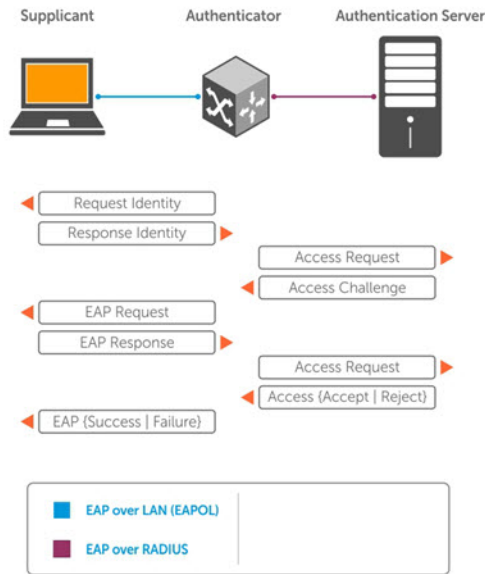 Supplicant
Authenticator
Authentication Server
Request Identity
Response Identity
Access Request
Access Challenge
EAP Request
EAP Response
Access Request
Access {Accept | Reject}
EAP {Success | Failure}
EAP over LAN (EAPOL)
EAP over RADIUS